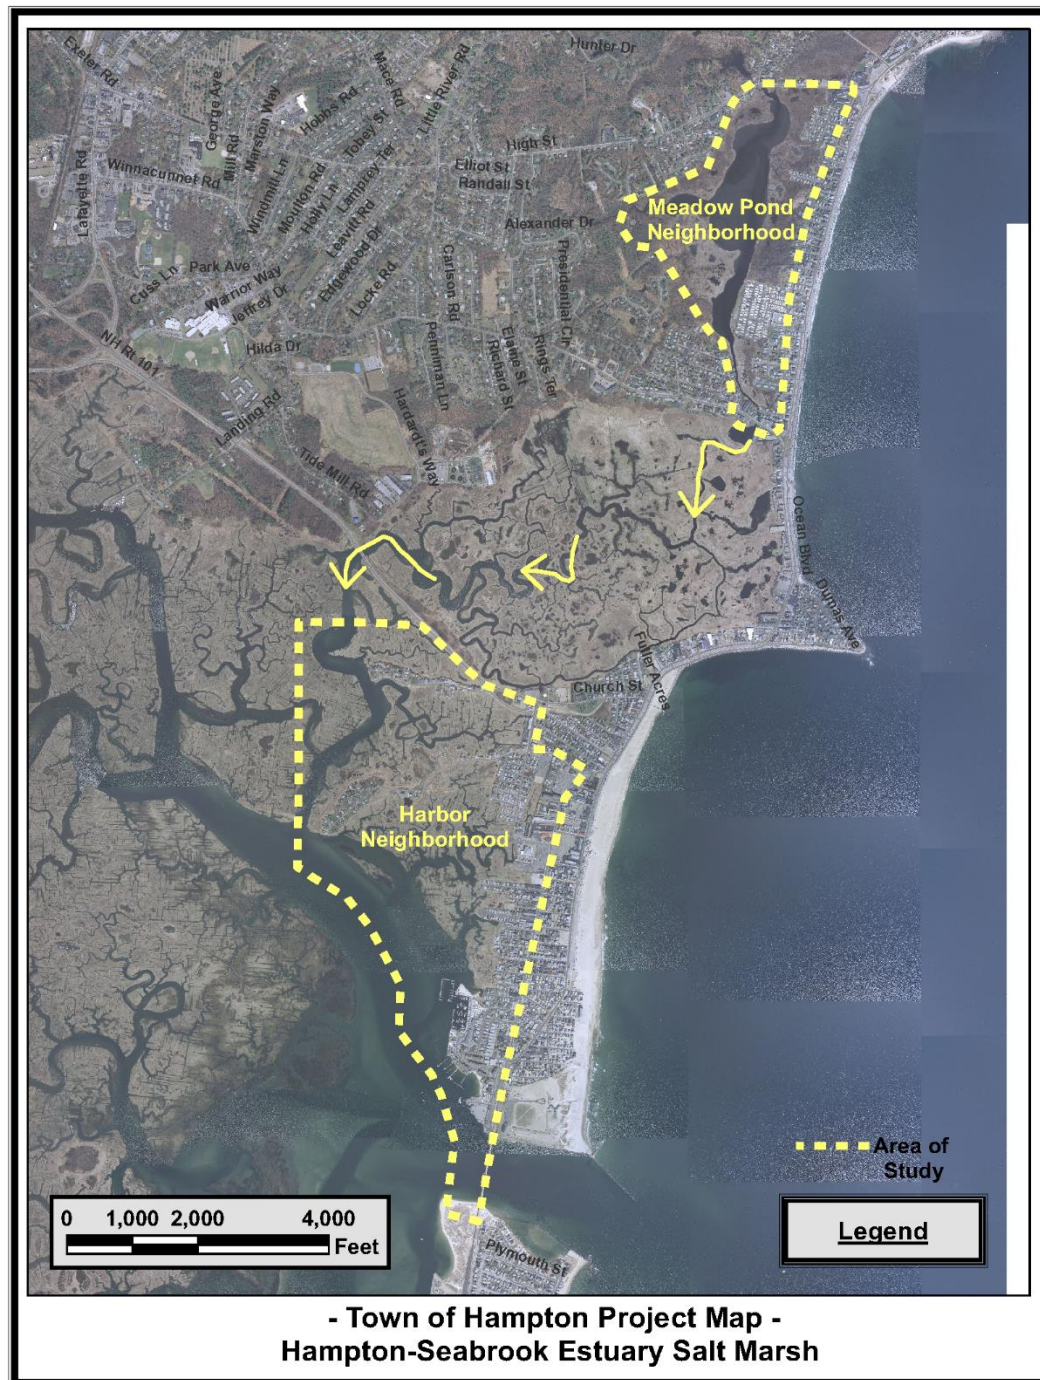 Exeter Rd
George Ave
Mill Rd
Marston Way
Hobbs Rd
Mace Rd
Tobey St
Little River Rd
Hunter Dr
High St
Lafayette Rd
Winnacunnet Rd
Windmill Ln
Moulton Rd
Holly Ln
Lamprey Ter
Leavitt Rd
Edgewood Dr
Elliot St
Randall St
Alexander Dr
Meadow Pond
Neighborhood
Cuss Ln
Park Ave
Warrior Way
Jeffrey Dr
Locke Rd
Carlson Rd
Presidential Cir
NH Rt 101
Hilda Dr
Penniman Ln
Elaine St
Richard St
Rings Ter
Landing Rd
Hardardt's Way
Tide Mill Rd
Ocean Blvd
Dumas Ave
Fuller Acres
Church St
Harbor
Neighborhood
Area of
Study
0 1,000 2,000 4,000
Feet
Legend
Plymouth St
- Town of Hampton Project Map -
Hampton-Seabrook Estuary Salt Marsh